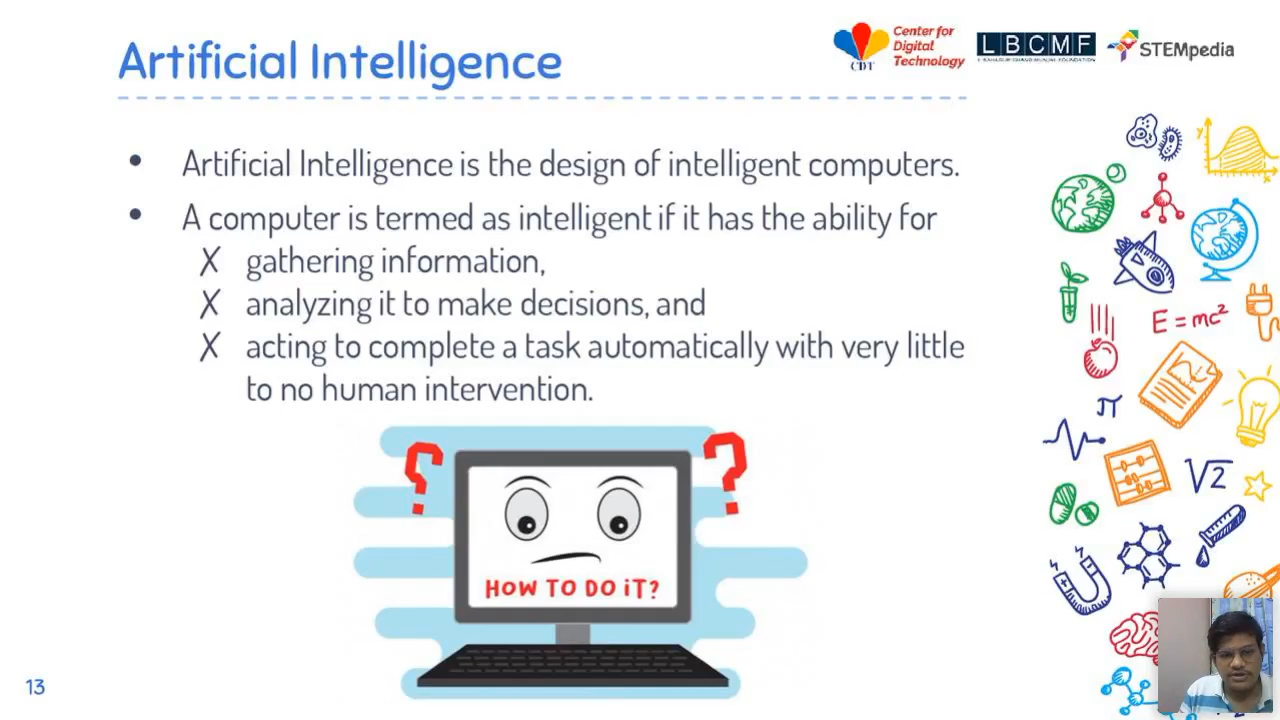 Artificial Intelligence
CDT
Center for
Digital
Technology
LBCMF
STEMpedia
• Artificial Intelligence is the design of intelligent computers.
• A computer is termed as intelligent if it has the ability for
✗ gathering information,
✗ analyzing it to make decisions, and
✗ acting to complete a task automatically with very little
to no human intervention.
? ?
HOW TO DO iT?
y
x
E = mc²
π
√2
13